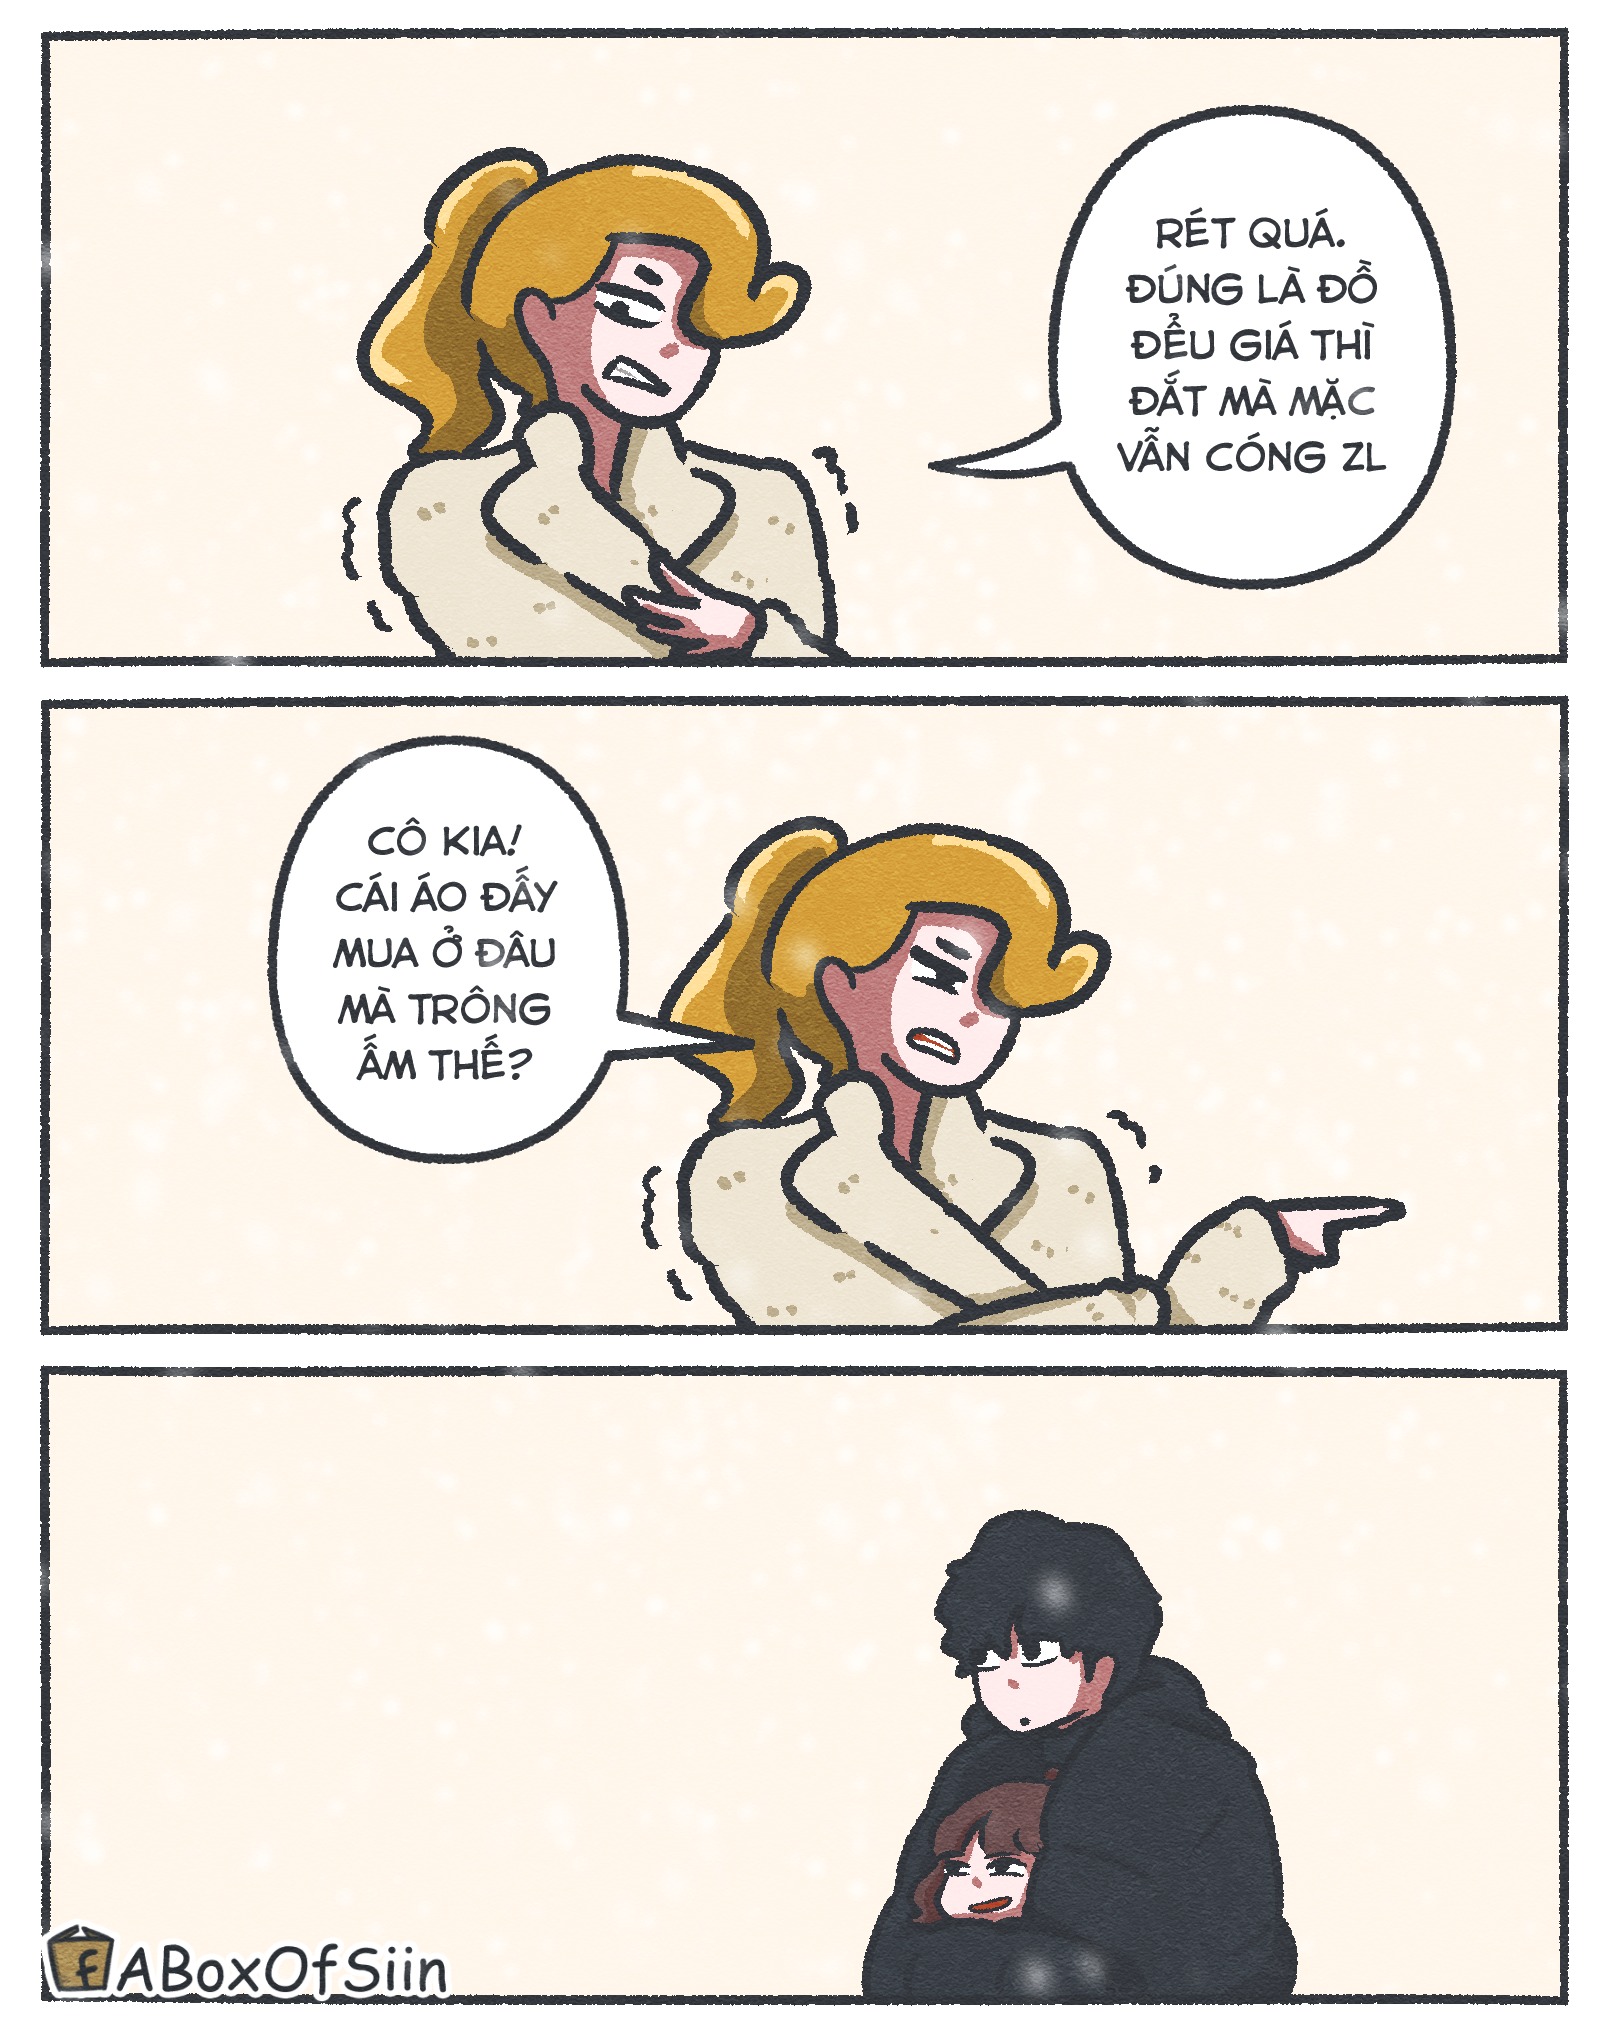 RÉT QUÁ.
ĐÚNG LÀ ĐỒ
ĐỂU GIÁ THÌ
ĐẮT MÀ MẶC
VẪN CÓNG ZL
CÔ KIA!
CÁI ÁO ĐẤY
MUA Ở ĐÂU
MÀ TRÔNG
ẤM THẾ?
f ABoxOfSiin